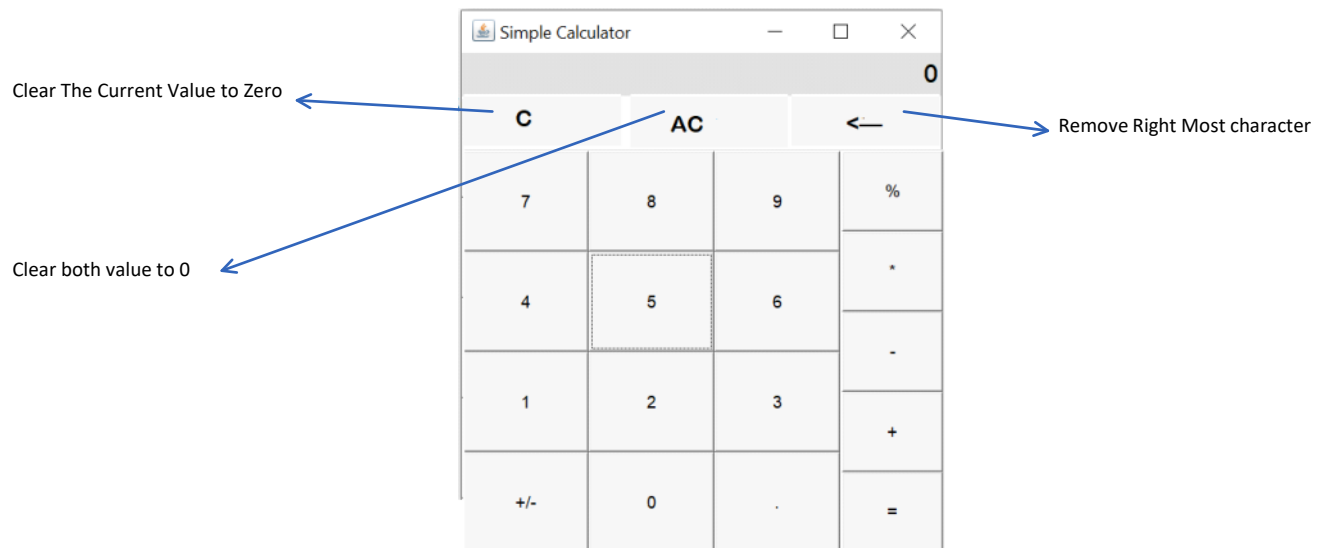 Simple Calculator
0
Clear The Current Value to Zero
C AC <—
Remove Right Most character
7 8 9 %
Clear both value to 0
4 5 6 *
-
1 2 3
+
+/- 0 . =